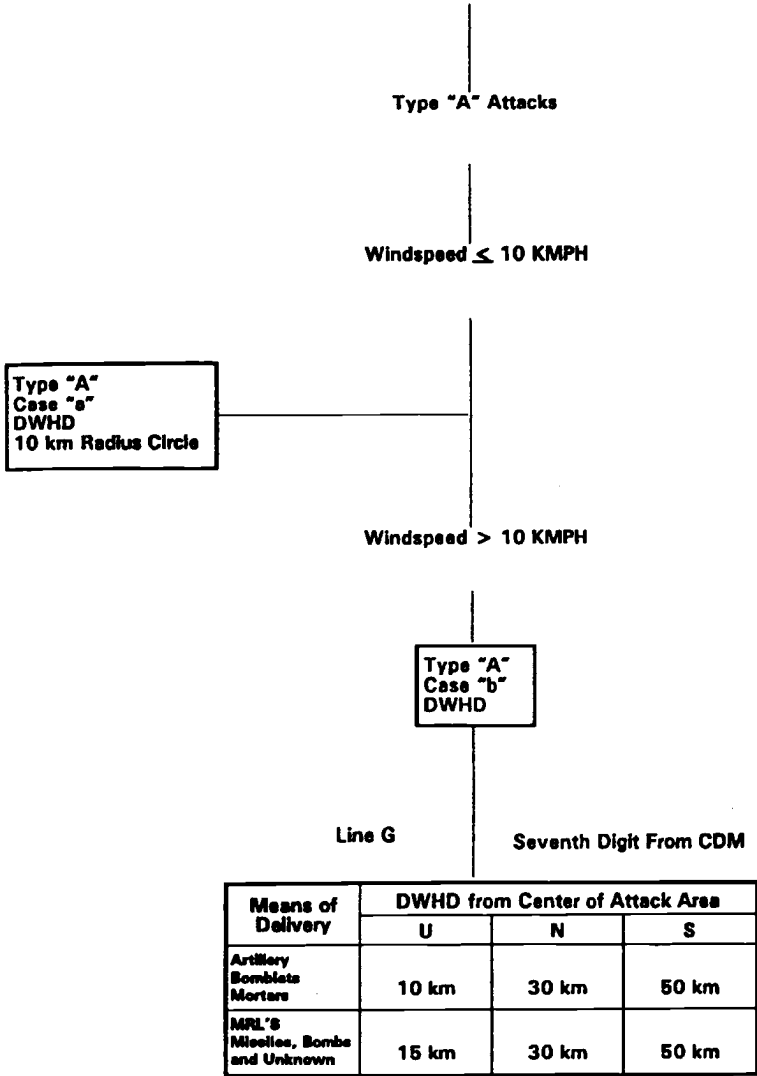 Type "A" Attacks
Windspeed ≤ 10 KMPH
Type "A"
Case "a"
DWHD
10 km Radius Circle
Windspeed > 10 KMPH
Type "A"
Case "b"
DWHD
Line G
Seventh Digit From CDM
Means of
Delivery
DWHD from Center of Attack Area
U
N
S
Artillery
Bomblets
Mortars
10 km
30 km
50 km
MRL'S
Missiles, Bombs
and Unknown
15 km
30 km
50 km